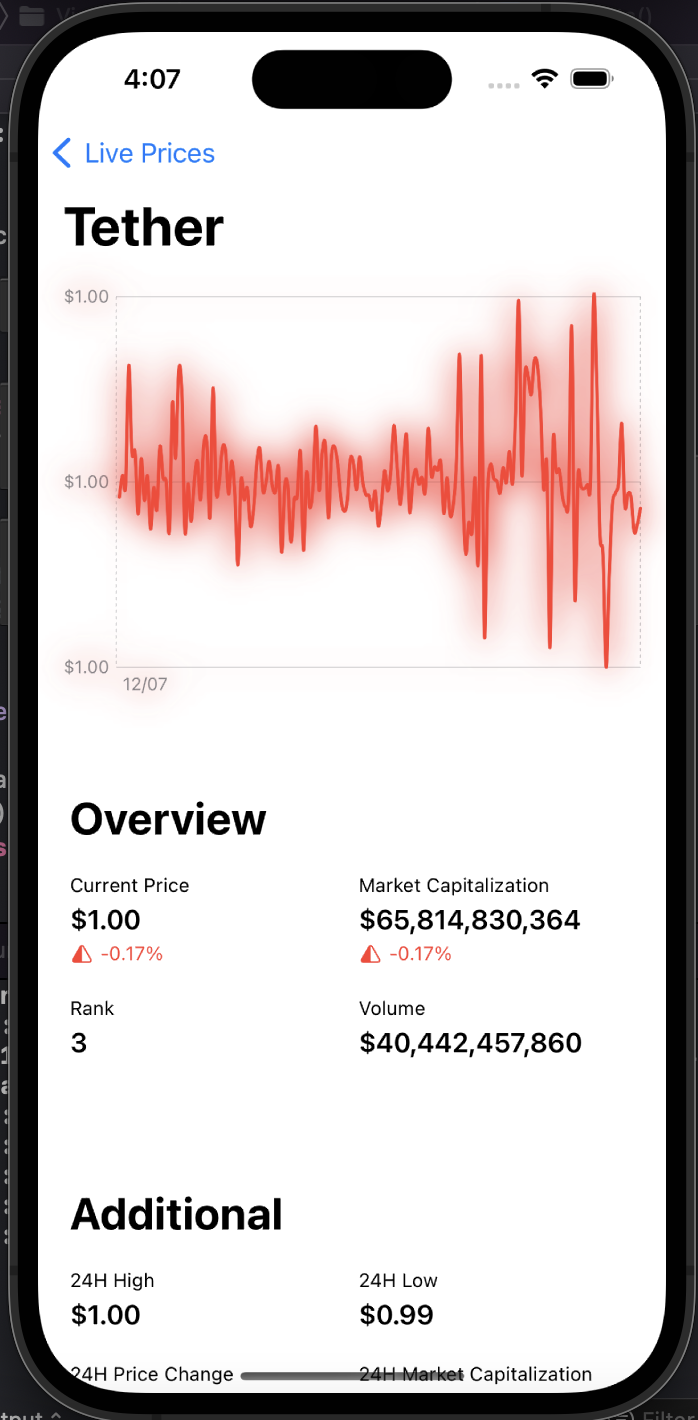 4:07
Live Prices
Tether
$1.00
$1.00
$1.00
12/07
Overview
Current Price
Market Capitalization
$1.00
$65,814,830,364
-0.17%
-0.17%
Rank
Volume
3
$40,442,457,860
Additional
24H High
24H Low
$1.00
$0.99
24H Price Change
24H Market Capitalization